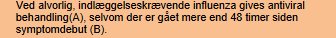 Ved alvorlig, indlæggelseskrævende influenza gives antiviral
behandling(A), selvom der er gået mere end 48 timer siden
symptomdebut (B).